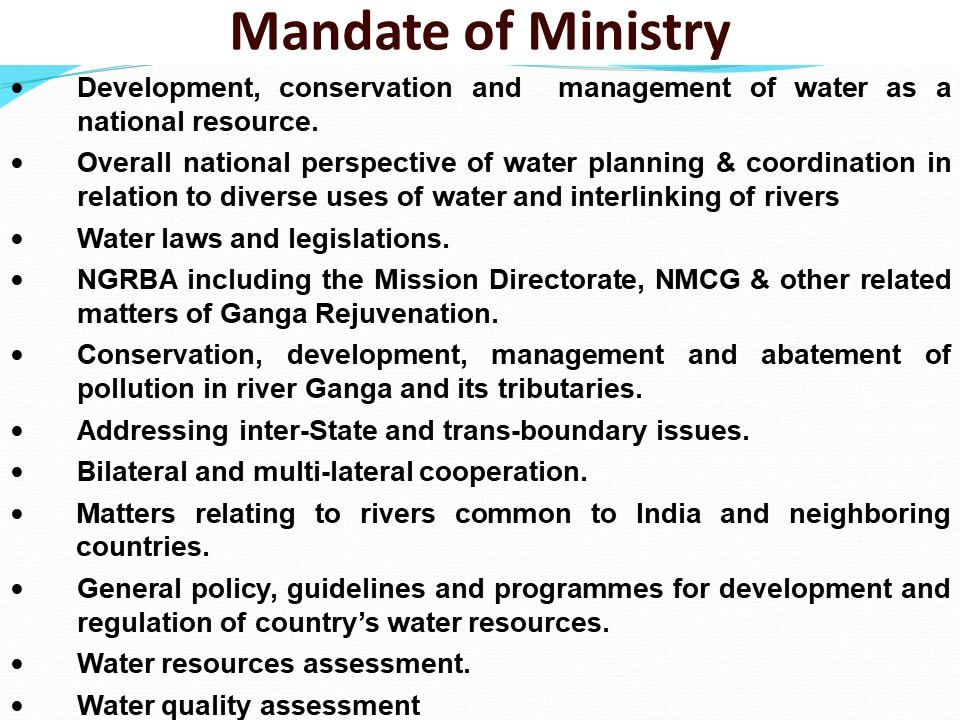 Mandate of Ministry
• Development, conservation and management of water as a
national resource.
• Overall national perspective of water planning & coordination in
relation to diverse uses of water and interlinking of rivers
• Water laws and legislations.
• NGRBA including the Mission Directorate, NMCG & other related
matters of Ganga Rejuvenation.
• Conservation, development, management and abatement of
pollution in river Ganga and its tributaries.
• Addressing inter-State and trans-boundary issues.
• Bilateral and multi-lateral cooperation.
• Matters relating to rivers common to India and neighboring
countries.
• General policy, guidelines and programmes for development and
regulation of country’s water resources.
• Water resources assessment.
• Water quality assessment